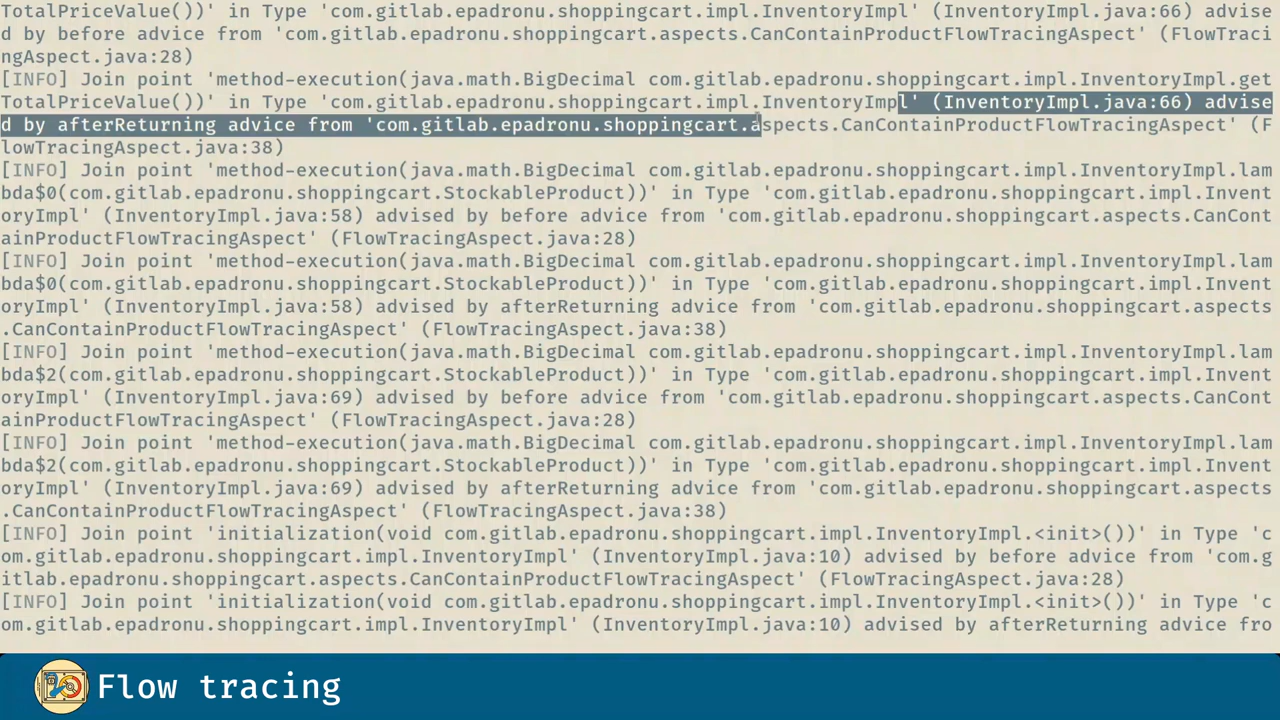 TotalPriceValue())' in Type 'com.gitlab.epadronu.shoppingcart.impl.InventoryImpl' (InventoryImpl.java:66) advise
d by before advice from 'com.gitlab.epadronu.shoppingcart.aspects.CanContainProductFlowTracingAspect' (FlowTraci
ngAspect.java:28)
[INFO] Join point 'method-execution(java.math.BigDecimal com.gitlab.epadronu.shoppingcart.impl.InventoryImpl.get
TotalPriceValue())' in Type 'com.gitlab.epadronu.shoppingcart.impl.InventoryImpl' (InventoryImpl.java:66) advise
d by afterReturning advice from 'com.gitlab.epadronu.shoppingcart.aspects.CanContainProductFlowTracingAspect' (F
lowTracingAspect.java:38)
[INFO] Join point 'method-execution(java.math.BigDecimal com.gitlab.epadronu.shoppingcart.impl.InventoryImpl.lam
bda$0(com.gitlab.epadronu.shoppingcart.StockableProduct))' in Type 'com.gitlab.epadronu.shoppingcart.impl.Invent
oryImpl' (InventoryImpl.java:58) advised by before advice from 'com.gitlab.epadronu.shoppingcart.aspects.CanCont
ainProductFlowTracingAspect' (FlowTracingAspect.java:28)
[INFO] Join point 'method-execution(java.math.BigDecimal com.gitlab.epadronu.shoppingcart.impl.InventoryImpl.lam
bda$0(com.gitlab.epadronu.shoppingcart.StockableProduct))' in Type 'com.gitlab.epadronu.shoppingcart.impl.Invent
oryImpl' (InventoryImpl.java:58) advised by afterReturning advice from 'com.gitlab.epadronu.shoppingcart.aspects
.CanContainProductFlowTracingAspect' (FlowTracingAspect.java:38)
[INFO] Join point 'method-execution(java.math.BigDecimal com.gitlab.epadronu.shoppingcart.impl.InventoryImpl.lam
bda$2(com.gitlab.epadronu.shoppingcart.StockableProduct))' in Type 'com.gitlab.epadronu.shoppingcart.impl.Invent
oryImpl' (InventoryImpl.java:69) advised by before advice from 'com.gitlab.epadronu.shoppingcart.aspects.CanCont
ainProductFlowTracingAspect' (FlowTracingAspect.java:28)
[INFO] Join point 'method-execution(java.math.BigDecimal com.gitlab.epadronu.shoppingcart.impl.InventoryImpl.lam
bda$2(com.gitlab.epadronu.shoppingcart.StockableProduct))' in Type 'com.gitlab.epadronu.shoppingcart.impl.Invent
oryImpl' (InventoryImpl.java:69) advised by afterReturning advice from 'com.gitlab.epadronu.shoppingcart.aspects
.CanContainProductFlowTracingAspect' (FlowTracingAspect.java:38)
[INFO] Join point 'initialization(void com.gitlab.epadronu.shoppingcart.impl.InventoryImpl.<init>())' in Type 'c
om.gitlab.epadronu.shoppingcart.impl.InventoryImpl' (InventoryImpl.java:10) advised by before advice from 'com.g
itlab.epadronu.shoppingcart.aspects.CanContainProductFlowTracingAspect' (FlowTracingAspect.java:28)
[INFO] Join point 'initialization(void com.gitlab.epadronu.shoppingcart.impl.InventoryImpl.<init>())' in Type 'c
om.gitlab.epadronu.shoppingcart.impl.InventoryImpl' (InventoryImpl.java:10) advised by afterReturning advice fro
Flow tracing